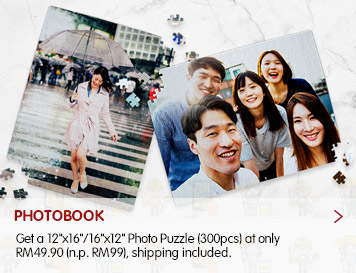 PHOTOBOOK
Get a 12"x16"/16"x12" Photo Puzzle (300pcs) at only
RM49.90 (n.p. RM99), shipping included.